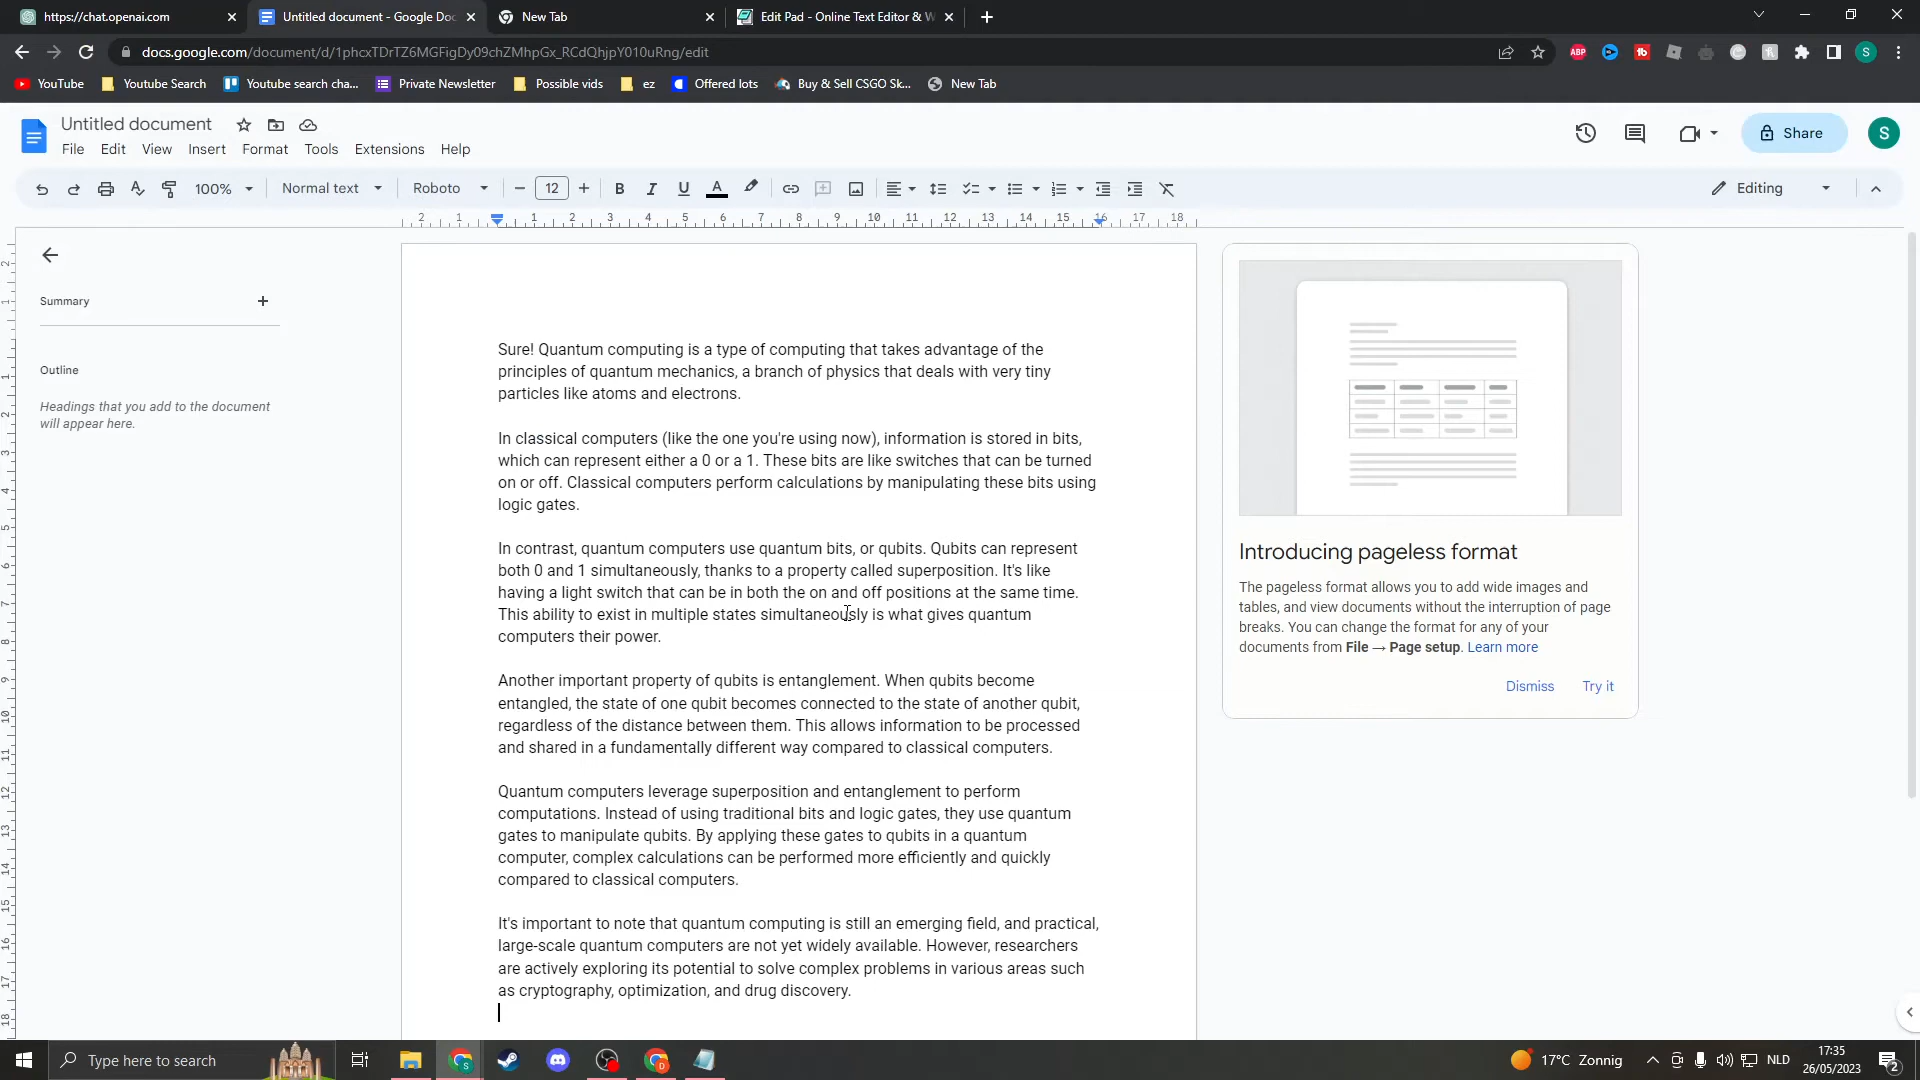 https://chat.openai.com
Untitled document - Google Doc
New Tab
Edit Pad - Online Text Editor & W
docs.google.com/document/d/1phcxTDrTZ6MGFigDy09chZMhpGx_RCdQhjpY010uRng/edit
YouTube
Youtube Search
Youtube search cha...
Private Newsletter
Possible vids
ez
Offered lots
Buy & Sell CSGO Sk...
New Tab
Untitled document
File Edit View Insert Format Tools Extensions Help
Share
S
100%
Normal text
Roboto
12
Editing
2 1 1 2 3 4 5 6 7 8 9 10 11 12 13 14 15 16 17 18
Summary
Outline
Headings that you add to the document
will appear here.
Sure! Quantum computing is a type of computing that takes advantage of the
principles of quantum mechanics, a branch of physics that deals with very tiny
particles like atoms and electrons.
In classical computers (like the one you're using now), information is stored in bits,
which can represent either a 0 or a 1. These bits are like switches that can be turned
on or off. Classical computers perform calculations by manipulating these bits using
logic gates.
In contrast, quantum computers use quantum bits, or qubits. Qubits can represent
both 0 and 1 simultaneously, thanks to a property called superposition. It's like
having a light switch that can be in both the on and off positions at the same time.
This ability to exist in multiple states simultaneously is what gives quantum
computers their power.
Another important property of qubits is entanglement. When qubits become
entangled, the state of one qubit becomes connected to the state of another qubit,
regardless of the distance between them. This allows information to be processed
and shared in a fundamentally different way compared to classical computers.
Quantum computers leverage superposition and entanglement to perform
computations. Instead of using traditional bits and logic gates, they use quantum
gates to manipulate qubits. By applying these gates to qubits in a quantum
computer, complex calculations can be performed more efficiently and quickly
compared to classical computers.
It's important to note that quantum computing is still an emerging field, and practical,
large-scale quantum computers are not yet widely available. However, researchers
are actively exploring its potential to solve complex problems in various areas such
as cryptography, optimization, and drug discovery.
Introducing pageless format
The pageless format allows you to add wide images and
tables, and view documents without the interruption of page
breaks. You can change the format for any of your
documents from File → Page setup. Learn more
Dismiss Try it
Type here to search
17°C Zonnig
NLD
17:35
26/05/2023
2